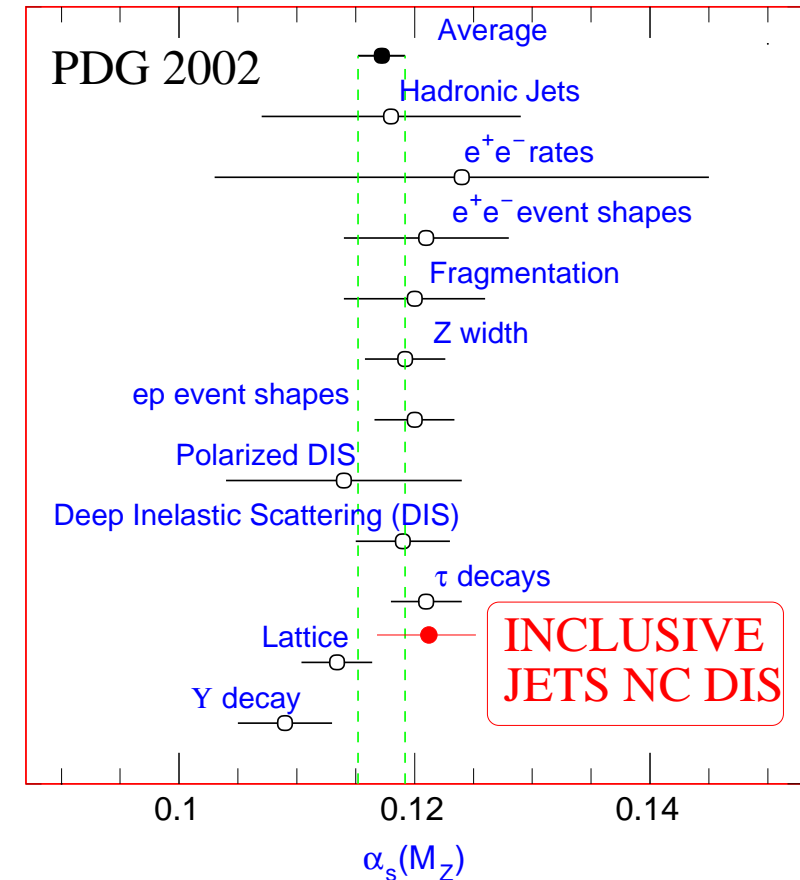 Average
PDG 2002
Hadronic Jets
e⁺e⁻ rates
e⁺e⁻ event shapes
Fragmentation
Z width
ep event shapes
Polarized DIS
Deep Inelastic Scattering (DIS)
τ decays
INCLUSIVE
JETS NC DIS
Lattice
Υ decay
0.1 0.12 0.14
αₛ(M_Z)